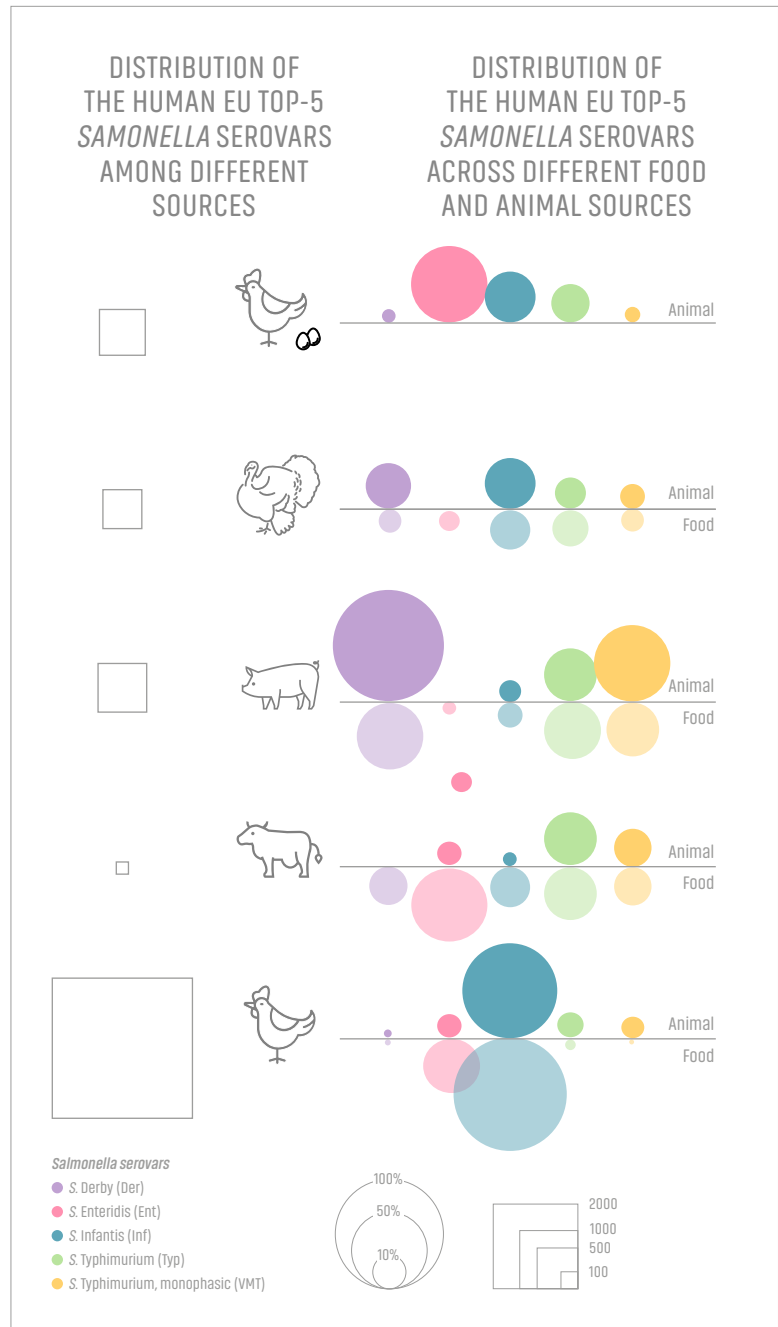 DISTRIBUTION OF
THE HUMAN EU TOP-5
SAMONELLA SEROVARS
AMONG DIFFERENT
SOURCES
DISTRIBUTION OF
THE HUMAN EU TOP-5
SAMONELLA SEROVARS
ACROSS DIFFERENT FOOD
AND ANIMAL SOURCES
Animal
Animal
Food
Animal
Food
Animal
Food
Animal
Food
Salmonella serovars
S. Derby (Der)
S. Enteridis (Ent)
S. Infantis (Inf)
S. Typhimurium (Typ)
S. Typhimurium, monophasic (VMT)
100%
50%
10%
2000
1000
500
100